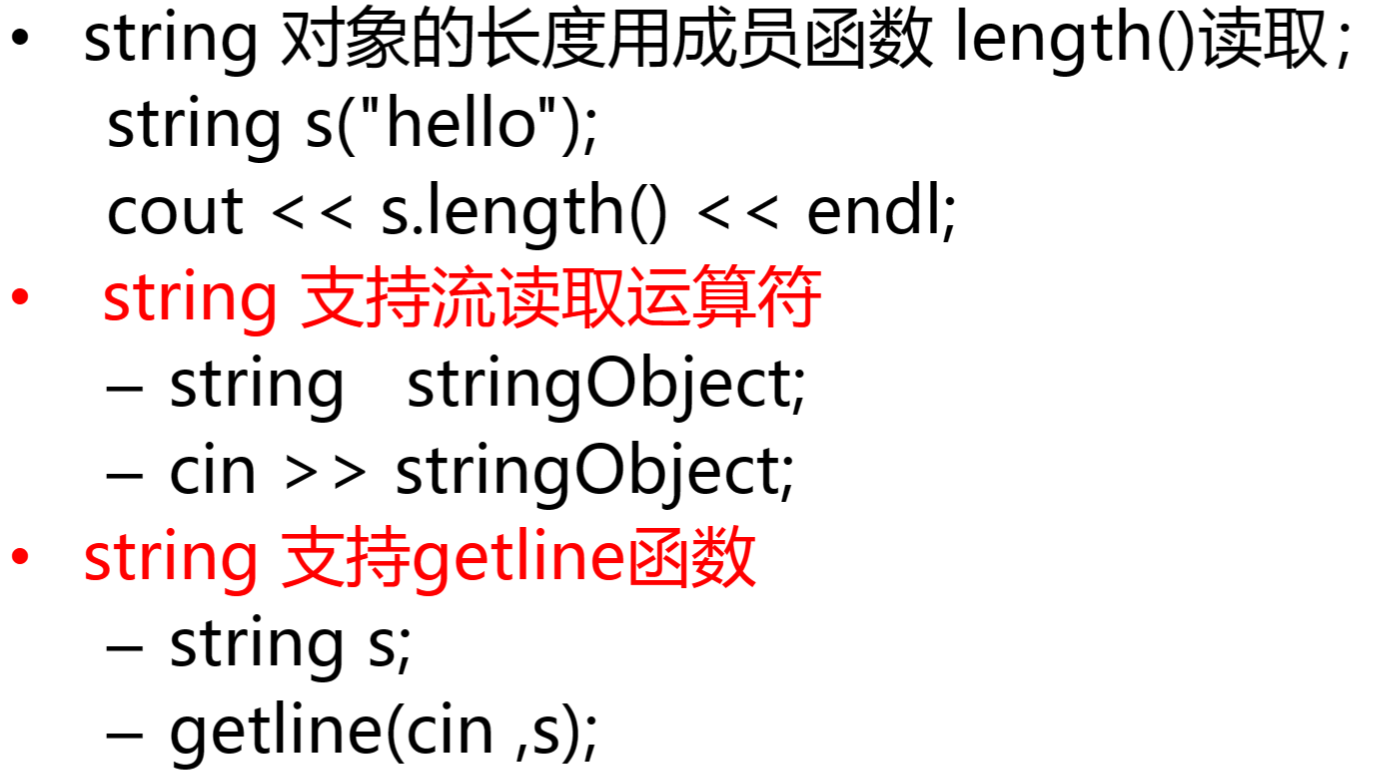 • string 对象的长度用成员函数 length()读取；
string s("hello");
cout << s.length() << endl;
• string 支持流读取运算符
– string stringObject;
– cin >> stringObject;
• string 支持getline函数
– string s;
– getline(cin ,s);